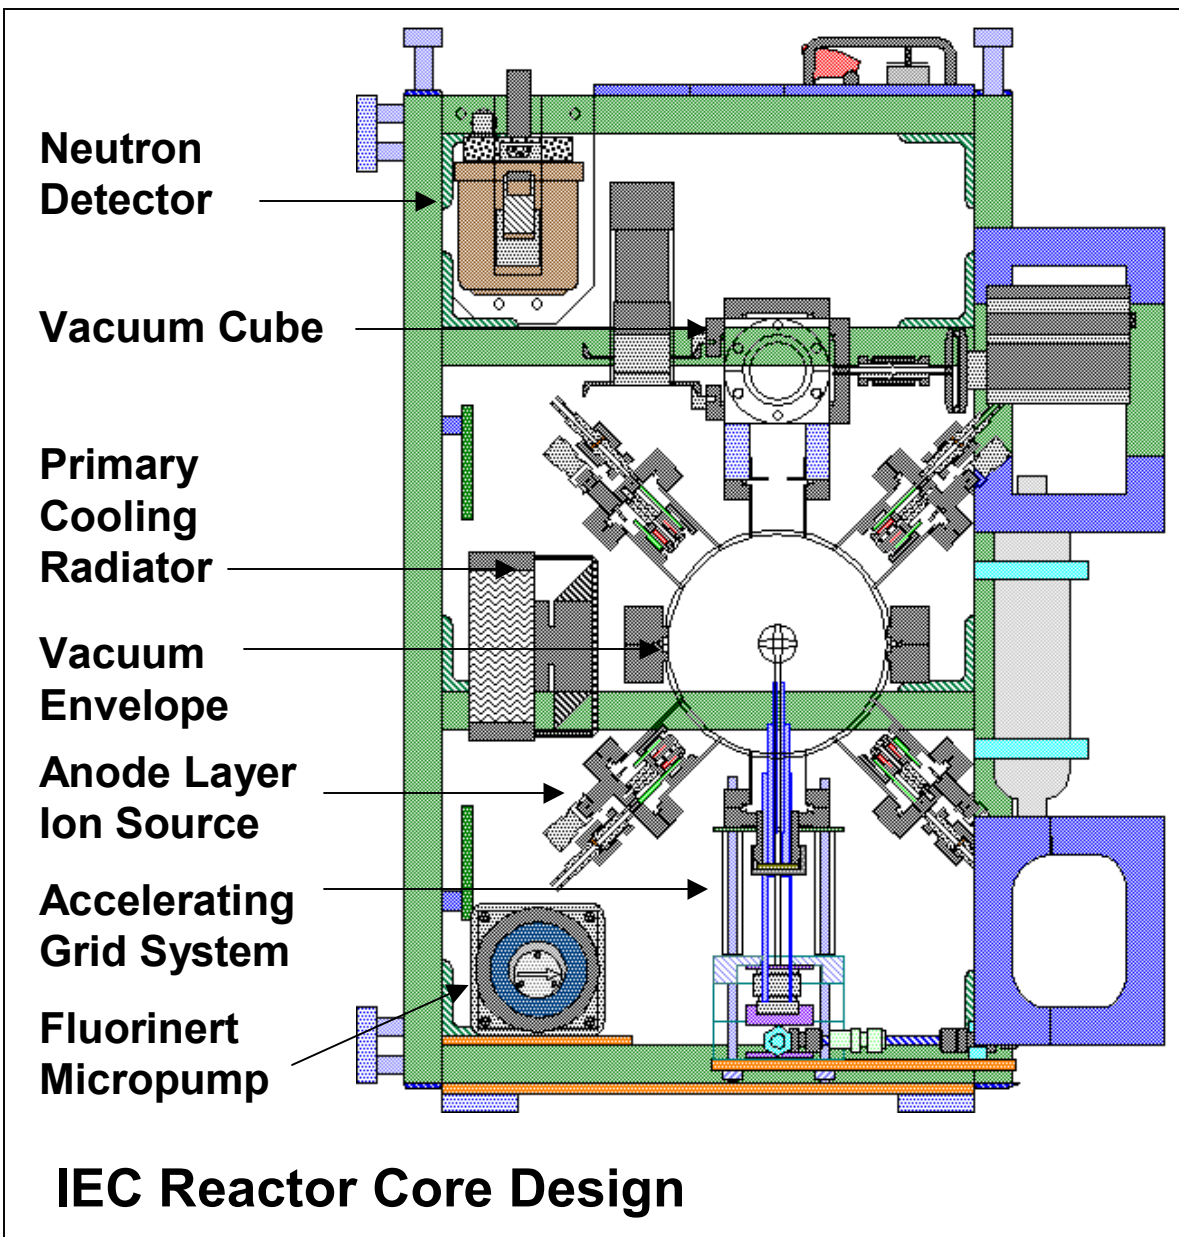 Neutron
Detector
Vacuum Cube
Primary
Cooling
Radiator
Vacuum
Envelope
Anode Layer
Ion Source
Accelerating
Grid System
Fluorinert
Micropump
IEC Reactor Core Design